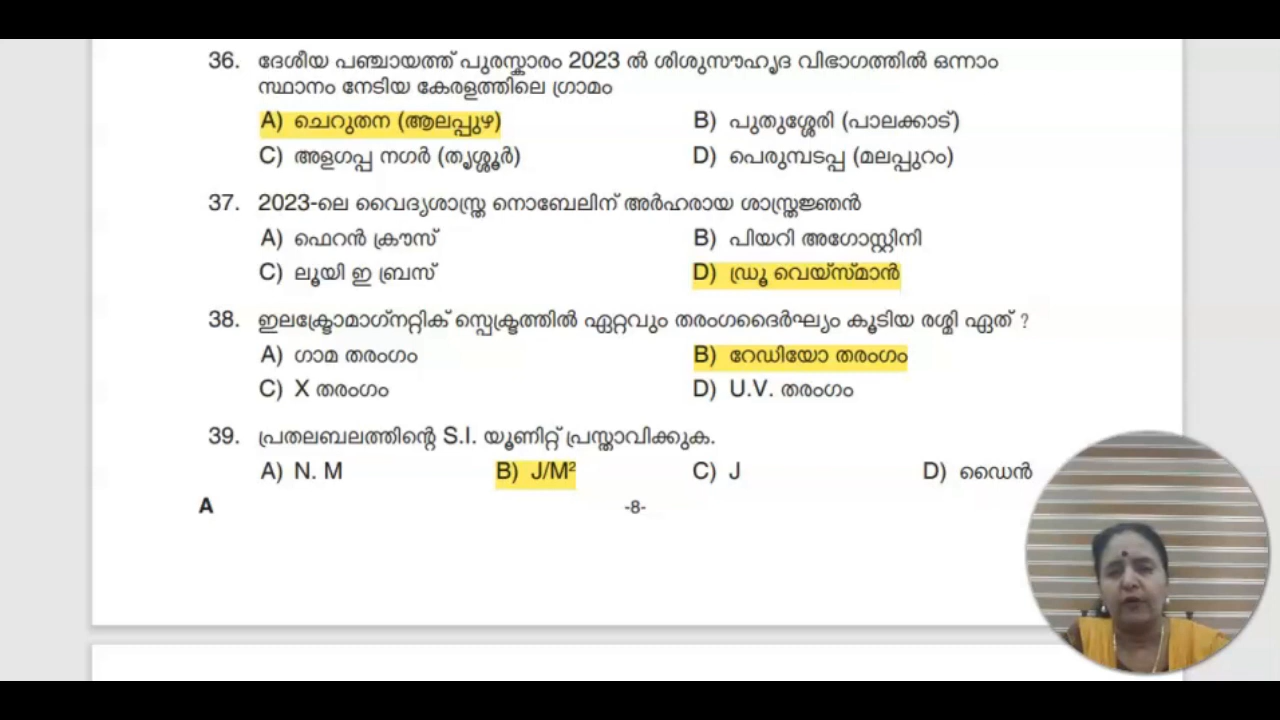 36. ദേശീയ പഞ്ചായത്ത് പുരസ്കാരം 2023 ൽ ശിശുസൗഹൃദ വിഭാഗത്തിൽ ഒന്നാം
സ്ഥാനം നേടിയ കേരളത്തിലെ ഗ്രാമം
A) ചെറുതന (ആലപ്പുഴ) B) പുതുശ്ശേരി (പാലക്കാട്)
C) അളഗപ്പ നഗർ (തൃശ്ശൂർ) D) പെരുമ്പടപ്പ (മലപ്പുറം)
37. 2023-ലെ വൈദ്യശാസ്ത്ര നൊബേലിന് അർഹരായ ശാസ്ത്രജ്ഞൻ
A) ഫെറൻ ക്രൗസ് B) പിയറി അഗോസ്റ്റിനി
C) ലൂയി ഇ ബ്രസ് D) ഡ്രൂ വെയ്സ്മാൻ
38. ഇലക്ട്രോമാഗ്നറ്റിക് സ്പെക്ട്രത്തിൽ ഏറ്റവും തരംഗദൈർഘ്യം കൂടിയ രശ്മി ഏത് ?
A) ഗാമ തരംഗം B) റേഡിയോ തരംഗം
C) X തരംഗം D) U.V. തരംഗം
39. പ്രതലബലത്തിന്റെ S.I. യൂണിറ്റ് പ്രസ്താവിക്കുക.
A) N. M B) J/M² C) J D) ഡൈൻ
A -8-